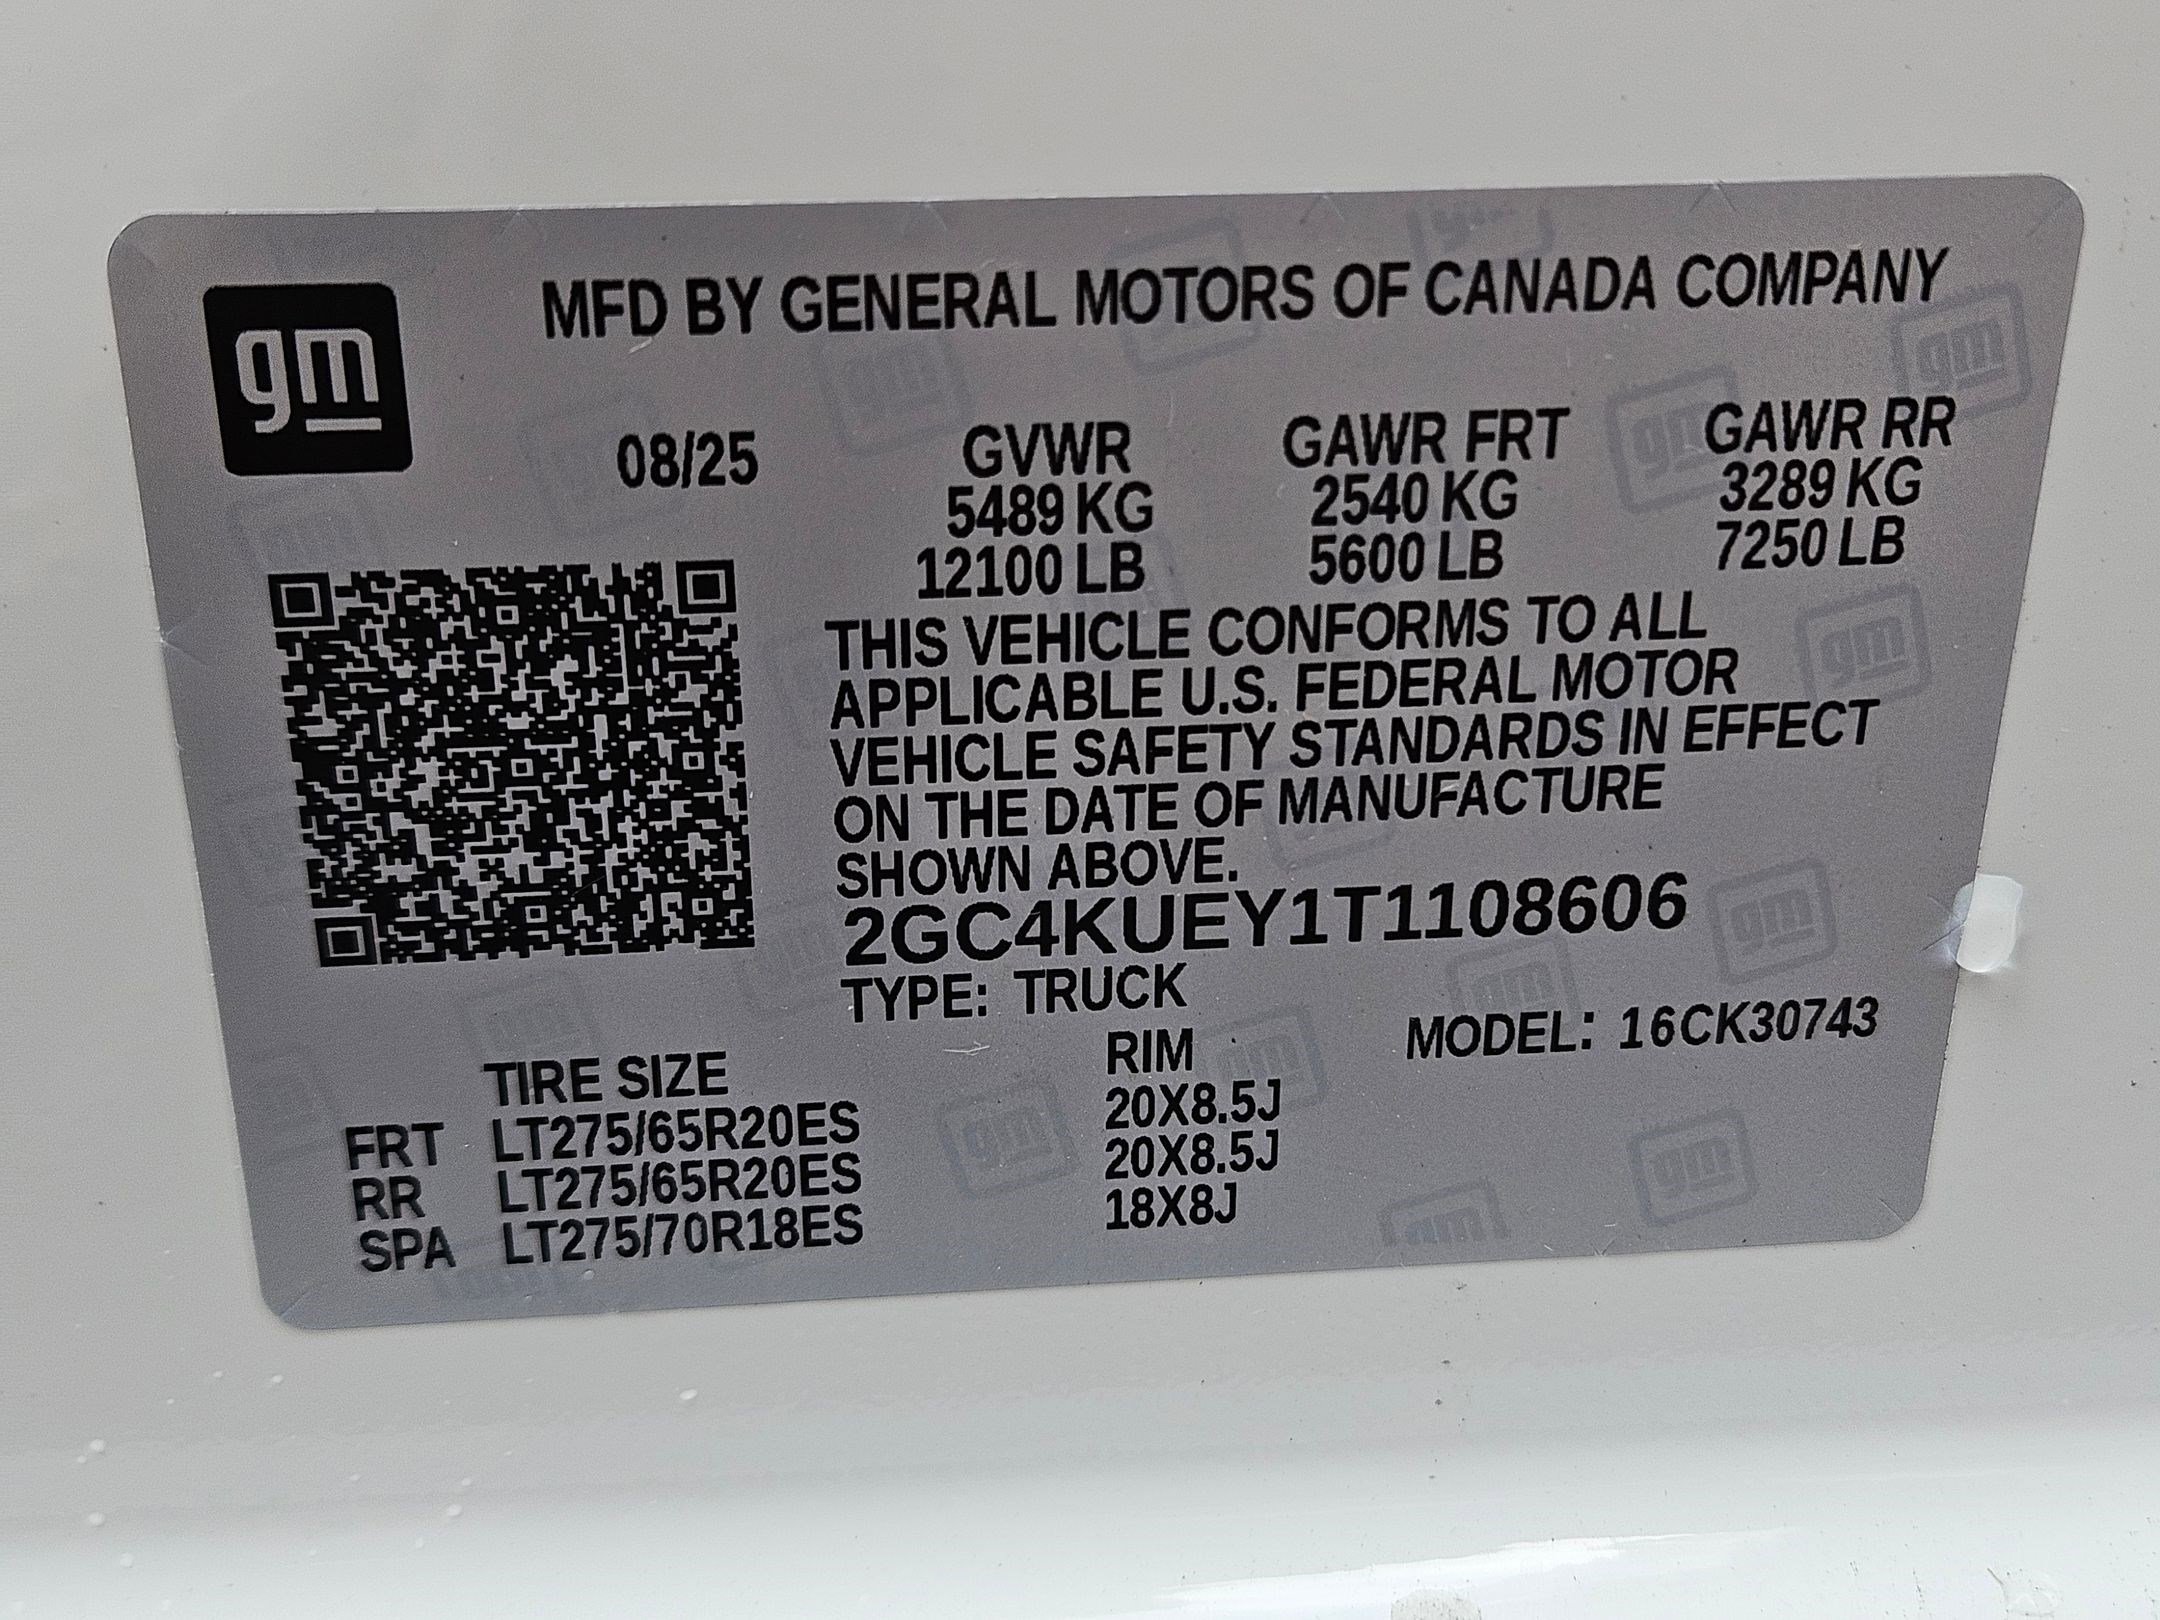 gm
MFD BY GENERAL MOTORS OF CANADA COMPANY
08/25
GVWR GAWR FRT GAWR RR
5489 KG 2540 KG 3289 KG
12100 LB 5600 LB 7250 LB
THIS VEHICLE CONFORMS TO ALL
APPLICABLE U.S. FEDERAL MOTOR
VEHICLE SAFETY STANDARDS IN EFFECT
ON THE DATE OF MANUFACTURE
SHOWN ABOVE.
2GC4KUEY1T1108606
TYPE: TRUCK
MODEL: 16CK30743
TIRE SIZE RIM
FRT LT275/65R20ES 20X8.5J
RR LT275/65R20ES 20X8.5J
SPA LT275/70R18ES 18X8J